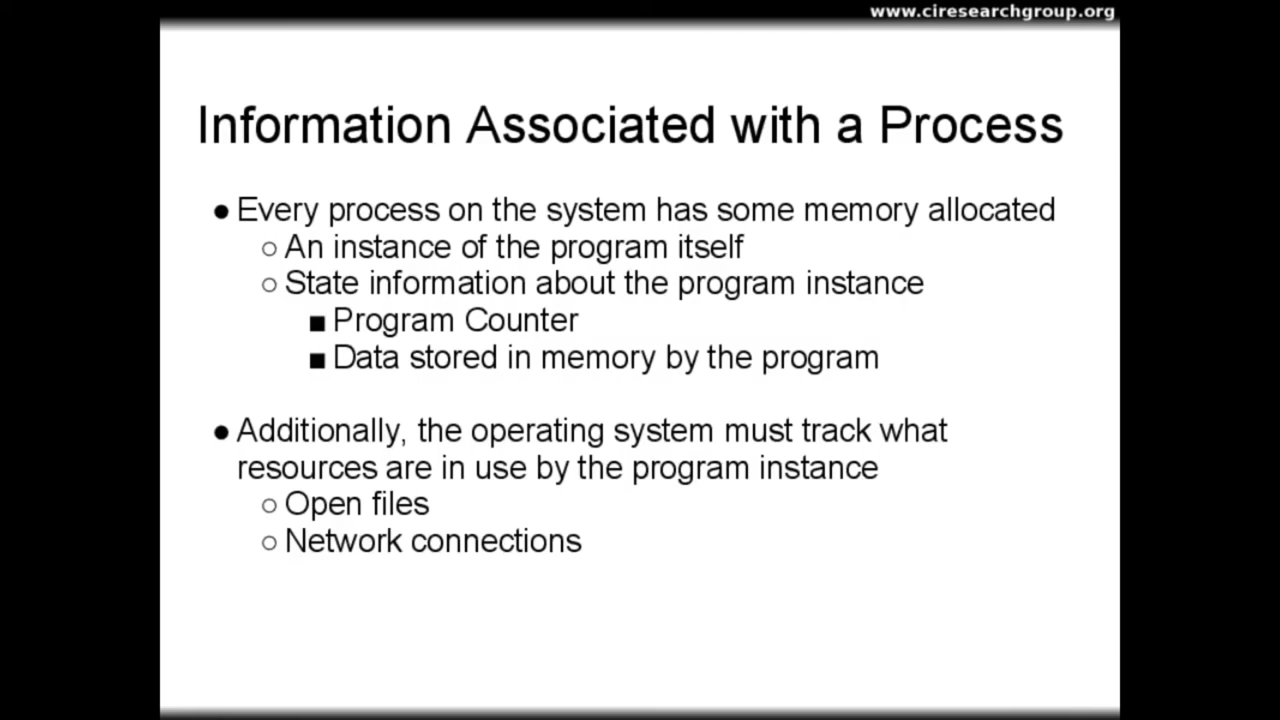 www.ciresearchgroup.org
Information Associated with a Process
● Every process on the system has some memory allocated
○ An instance of the program itself
○ State information about the program instance
■ Program Counter
■ Data stored in memory by the program
● Additionally, the operating system must track what
resources are in use by the program instance
○ Open files
○ Network connections